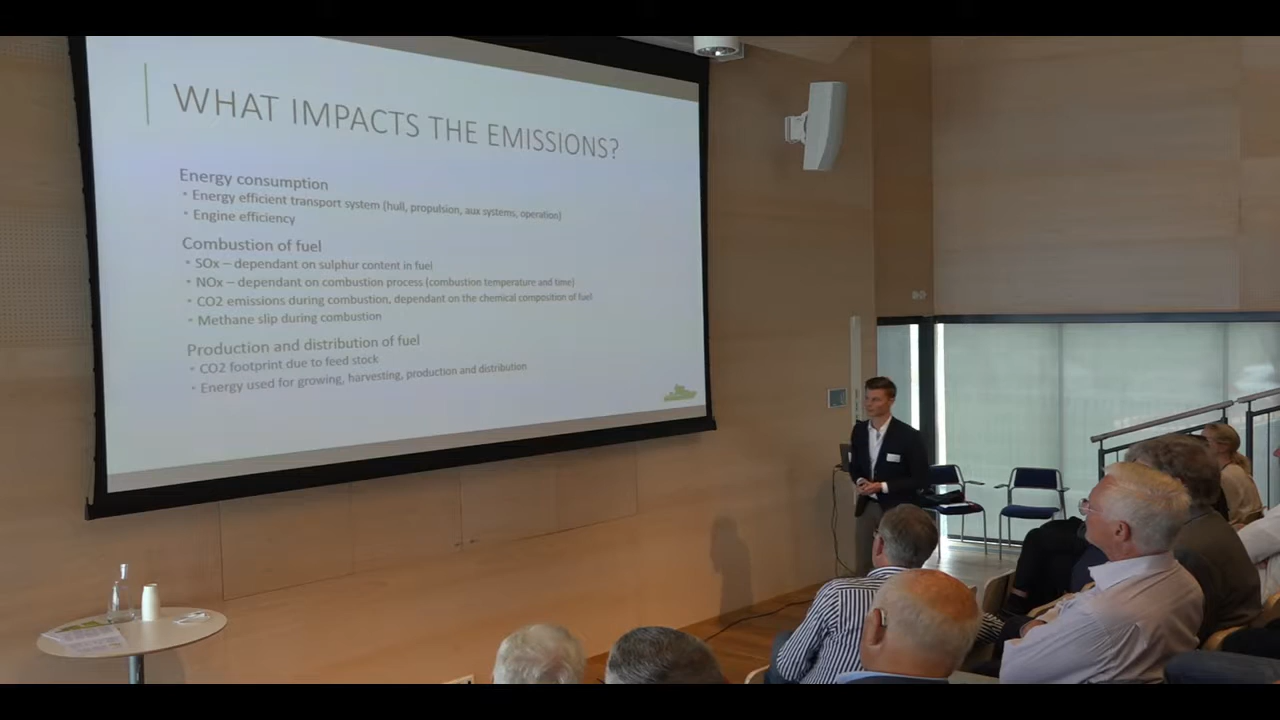 WHAT IMPACTS THE EMISSIONS?
Energy consumption
• Energy efficient transport system (hull, propulsion, aux systems, operation)
• Engine efficiency
Combustion of fuel
• SOx – dependant on sulphur content in fuel
• NOx – dependant on combustion process (combustion temperature and time)
• CO2 emissions during combustion, dependant on the chemical composition of fuel
• Methane slip during combustion
Production and distribution of fuel
• CO2 footprint due to feed stock
• Energy used for growing, harvesting, production and distribution